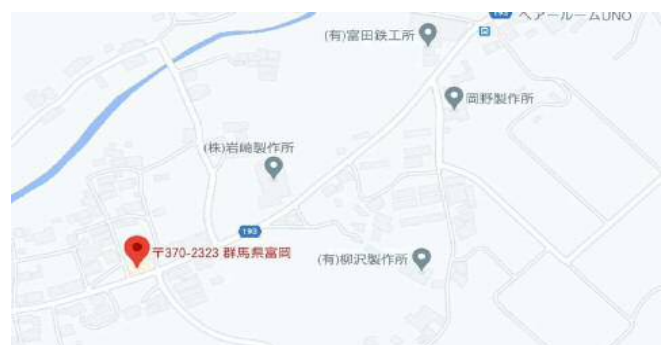 193
ヘアールームUNO
(有)富田鉄工所
岡野製作所
(株)岩崎製作所
193
〒370-2323 群馬県富岡
(有)柳沢製作所